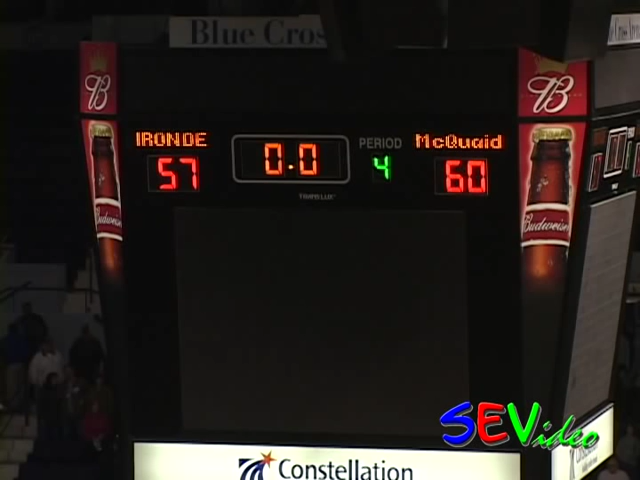 Blue Cros
B
B
IRONDE
PERIOD
McQuaid
57
0.0
4
60
Budweiser
Budweiser
SEVideo
Constellation